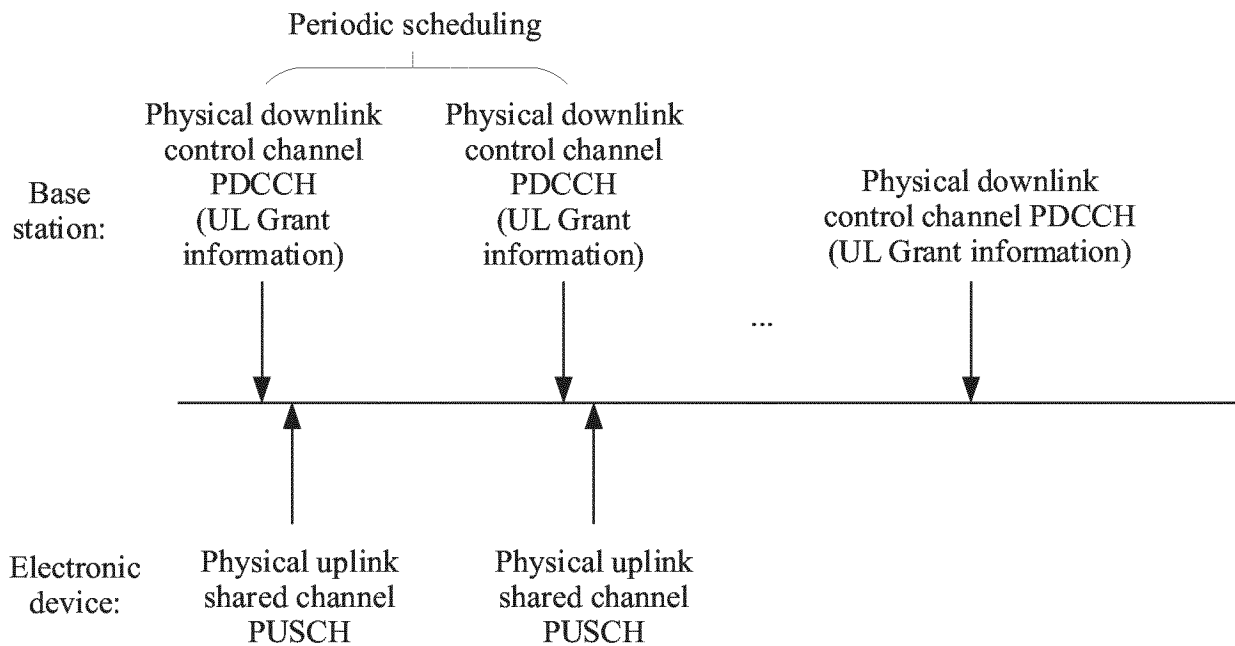 Periodic scheduling
Physical downlink
control channel
PDCCH
(UL Grant
information)
Physical downlink
control channel
PDCCH
(UL Grant
information)
Base
station:
Physical downlink
control channel PDCCH
(UL Grant information)
...
Electronic
device:
Physical uplink
shared channel
PUSCH
Physical uplink
shared channel
PUSCH